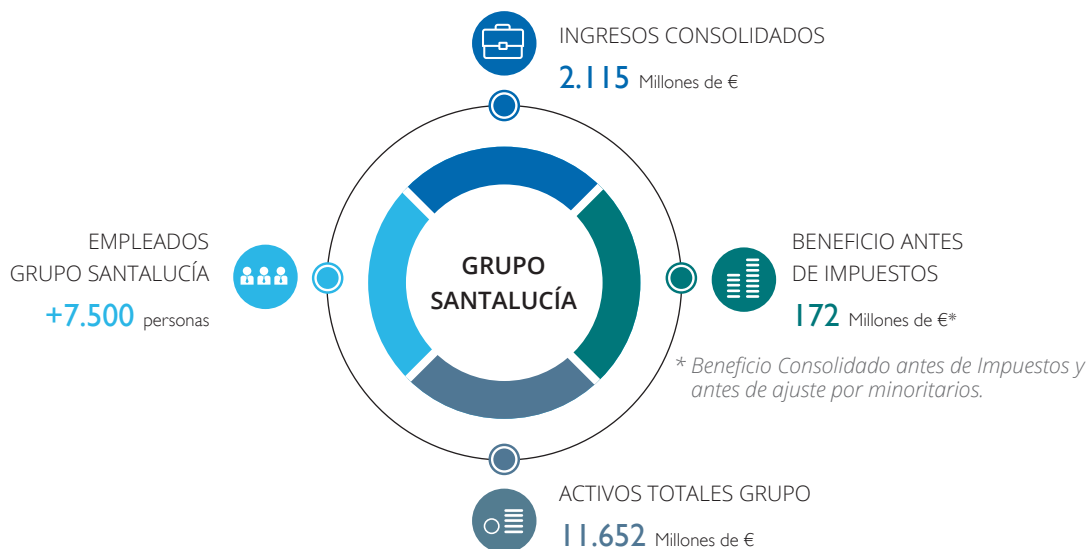 INGRESOS CONSOLIDADOS
2.115 Millones de €
EMPLEADOS
GRUPO SANTALUCÍA
+7.500 personas
GRUPO
SANTALUCÍA
BENEFICIO ANTES
DE IMPUESTOS
172 Millones de €*
* Beneficio Consolidado antes de Impuestos y
antes de ajuste por minoritarios.
ACTIVOS TOTALES GRUPO
11.652 Millones de €